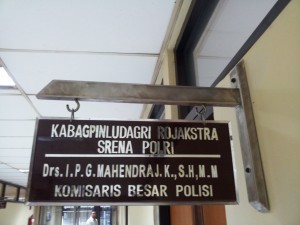 KABAGPINLUDAGRI ROJAKSTRA
SRENA POLRI
Drs. I.P.G.MAHENDRAJ.K., S.H,M.M
KOMISARIS BESAR POLISI